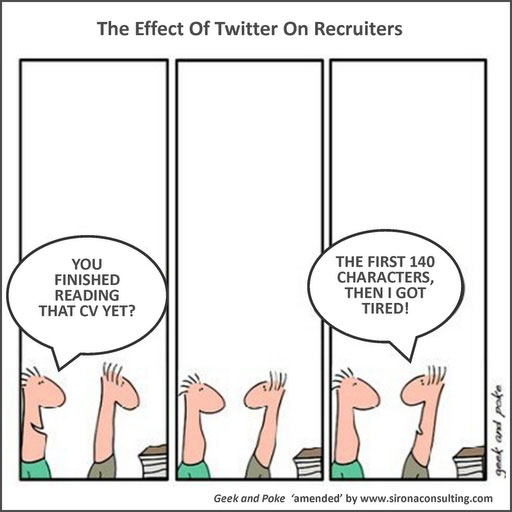 The Effect Of Twitter On Recruiters
YOU
FINISHED
READING
THAT CV YET?
THE FIRST 140
CHARACTERS,
THEN I GOT
TIRED!
geek and poke
Geek and Poke 'amended' by www.sironaconsulting.com